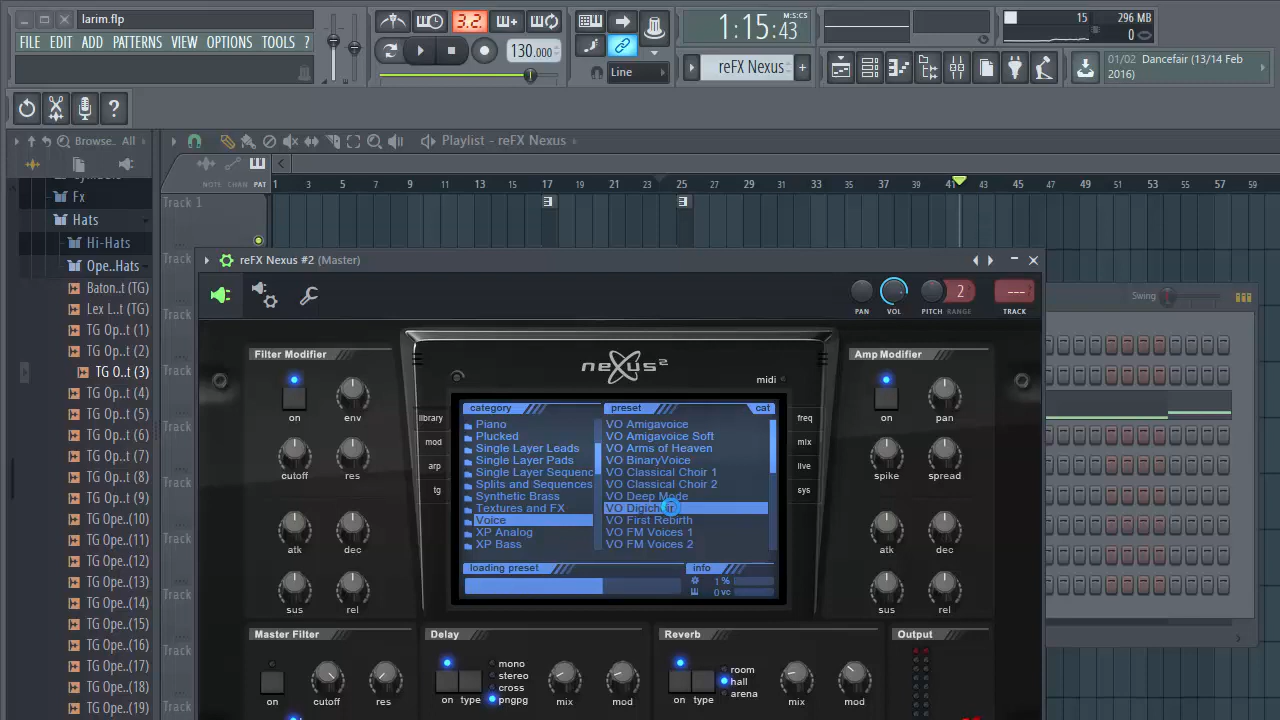 larim.flp
FILE EDIT ADD PATTERNS VIEW OPTIONS TOOLS ?
3.2.
130.000
Line
1:15:43
M:S:CS
reFX Nexus
15
296 MB
0
01/02 Dancefair (13/14 Feb
2016)
Browse.. All
Playlist - reFX Nexus
NOTE CHAN PAT
1 3 5 7 9 11 13 15 17 19 21 23 25 27 29 31 33 35 37 39 41 43 45 47 49 51 53 55 57 59
Track 1
Fx
Hats
Hi-Hats
Ope..Hats
Baton..t (TG)
Lex L..t (TG)
TG Op..t (1)
TG Op..t (2)
TG O..t (3)
TG Op..t (4)
TG Op..t (5)
TG Op..t (6)
TG Op..t (7)
TG Op..t (8)
TG Op..t (9)
TG Ope..(10)
TG Ope..(11)
TG Ope..(12)
TG Ope..(13)
TG Ope..(14)
TG Ope..(15)
TG Ope..(16)
TG Ope..(17)
TG Ope..(18)
TG Ope..(19)
reFX Nexus #2 (Master)
PAN VOL PITCH RANGE TRACK
2
---
Swing
Filter Modifier
on env
cutoff res
atk dec
sus rel
nexus²
midi
library
mod
arp
tg
category
Piano
Plucked
Single Layer Leads
Single Layer Pads
Single Layer Sequenc
Splits and Sequences
Synthetic Brass
Textures and FX
Voice
XP Analog
XP Bass
preset
cat
VO Amigavoice
VO Amigavoice Soft
VO Arms of Heaven
VO BinaryVoice
VO Classical Choir 1
VO Classical Choir 2
VO Deep Mode
VO Digichoir
VO First Rebirth
VO FM Voices 1
VO FM Voices 2
loading preset
info
1 %
0 vc
freq
mix
live
sys
Amp Modifier
on pan
spike spread
atk dec
sus rel
Master Filter
on cutoff res
Delay
mono
stereo
cross
pngpg
on type mix mod
Reverb
room
hall
arena
on type mix mod
Output